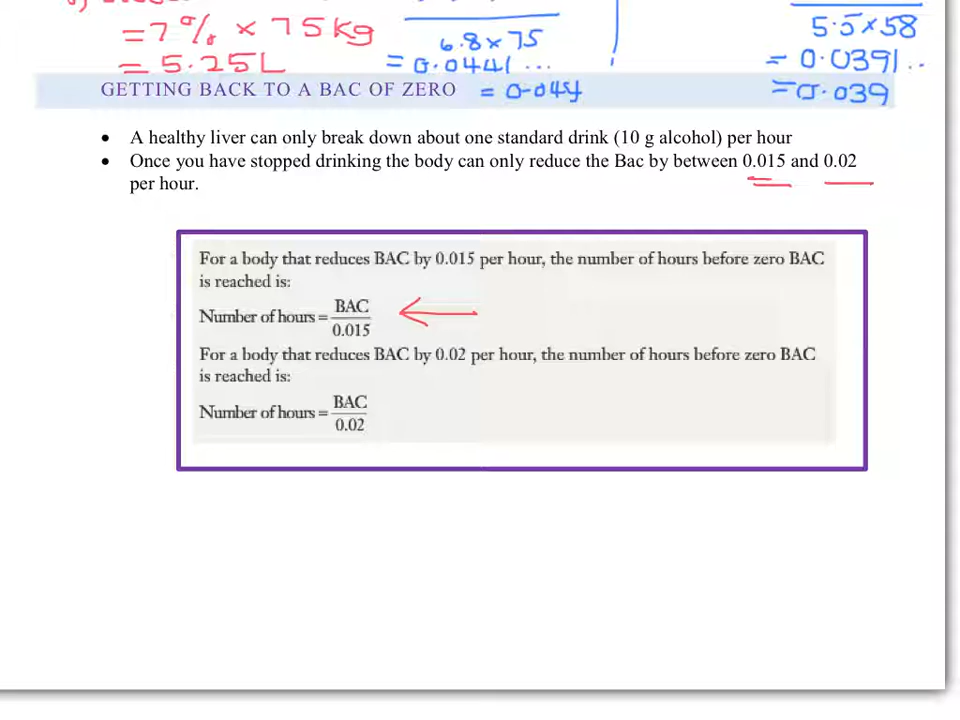 = 7% × 75Kg
= 5.25L
6.8 × 75
= 0.0441...
= 0.044
5.5 × 58
= 0.0391..
= 0.039
GETTING BACK TO A BAC OF ZERO
• A healthy liver can only break down about one standard drink (10 g alcohol) per hour
• Once you have stopped drinking the body can only reduce the Bac by between 0.015 and 0.02
per hour.
For a body that reduces BAC by 0.015 per hour, the number of hours before zero BAC
is reached is:
Number of hours = BAC
0.015
For a body that reduces BAC by 0.02 per hour, the number of hours before zero BAC
is reached is:
Number of hours = BAC
0.02